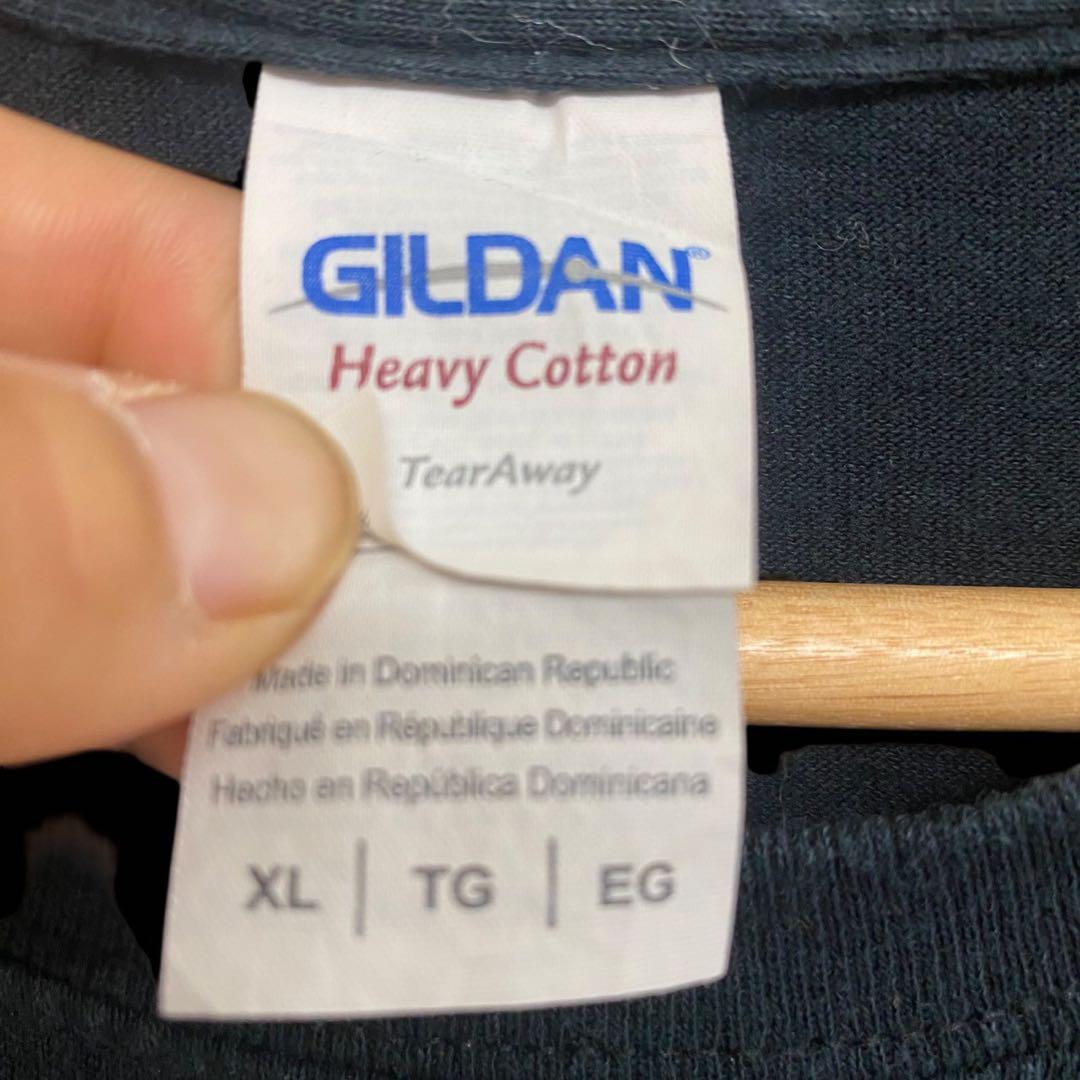 GILDAN®
Heavy Cotton
TearAway
Made in Dominican Republic
Fabriqué en République Dominicaine
Hecho en República Dominicana
XL | TG | EG